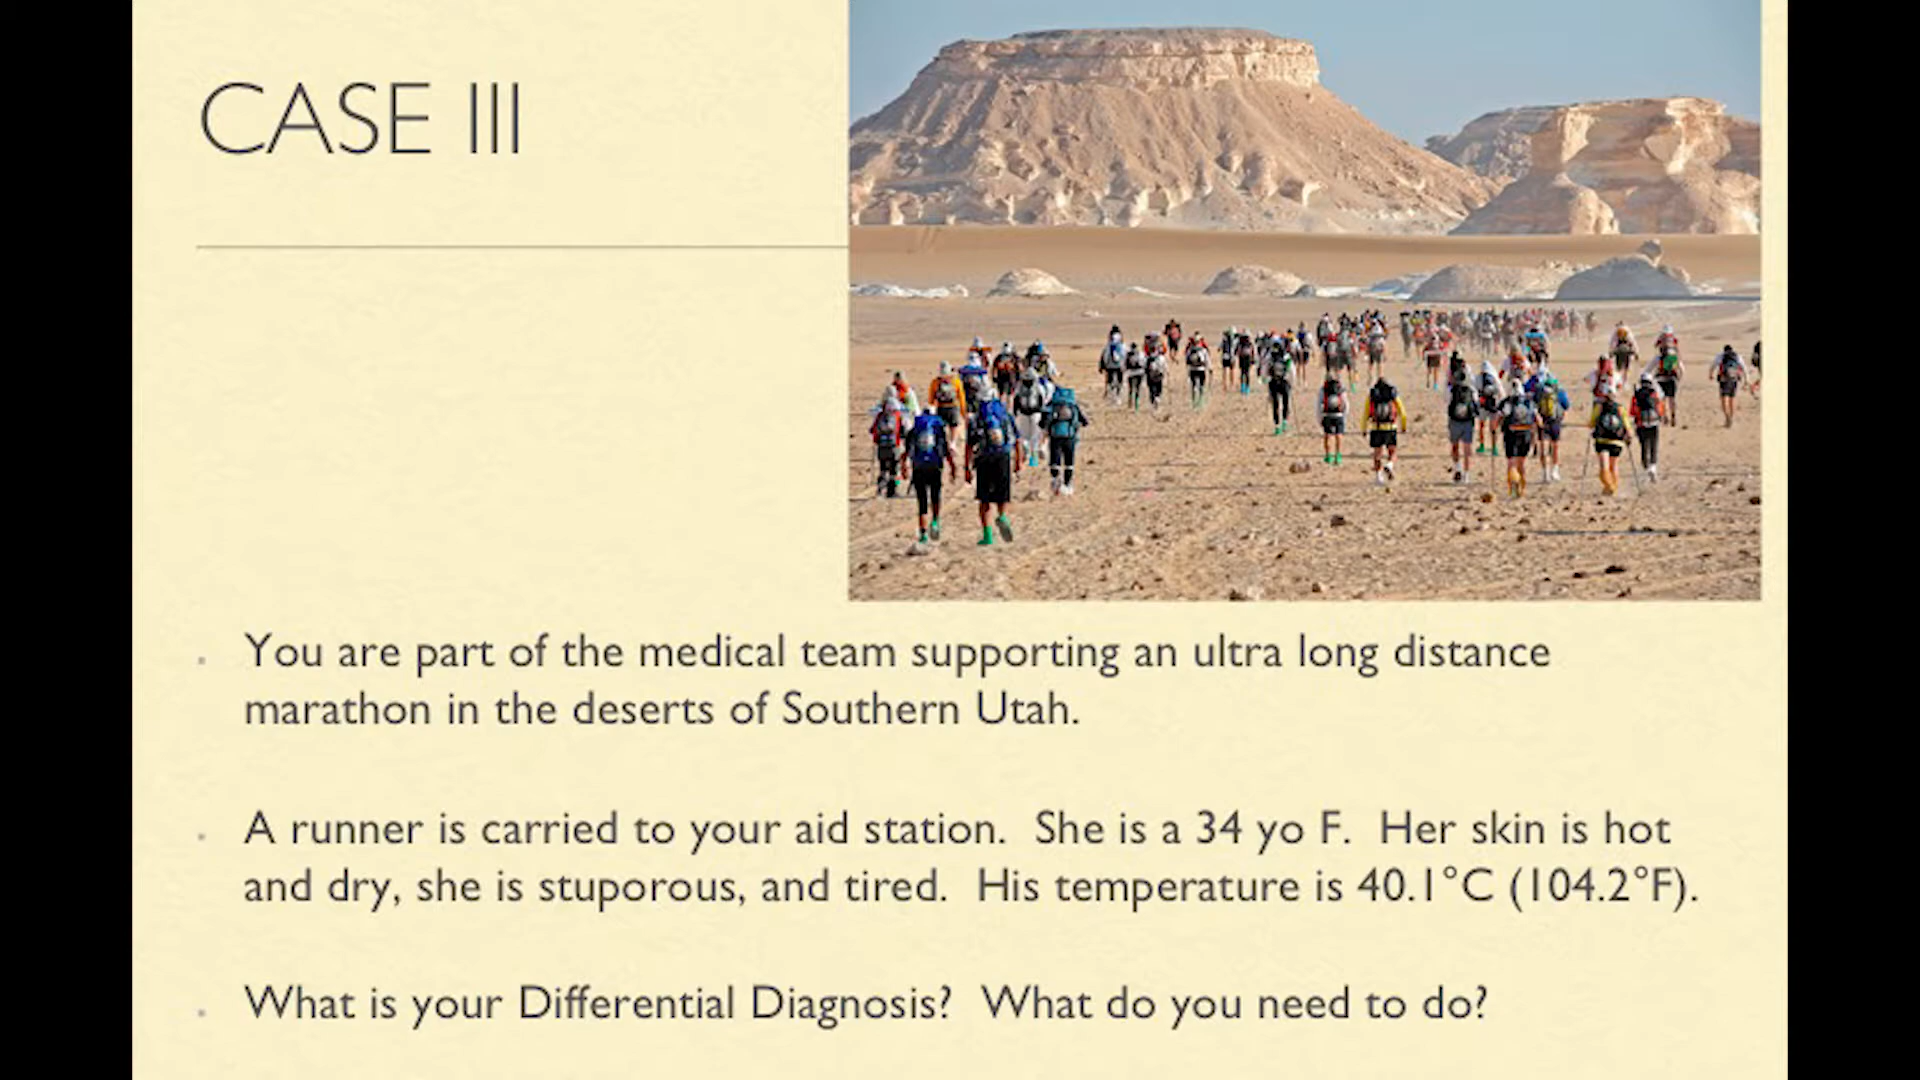 CASE III
You are part of the medical team supporting an ultra long distance
marathon in the deserts of Southern Utah.
A runner is carried to your aid station. She is a 34 yo F. Her skin is hot
and dry, she is stuporous, and tired. His temperature is 40.1°C (104.2°F).
What is your Differential Diagnosis? What do you need to do?